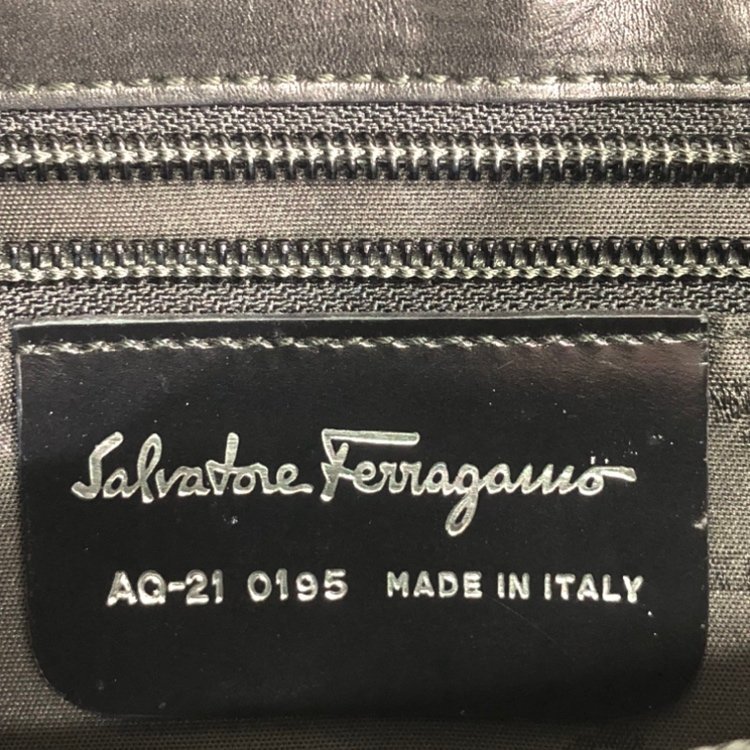 Salvatore Ferragamo
AQ-21 0195 MADE IN ITALY